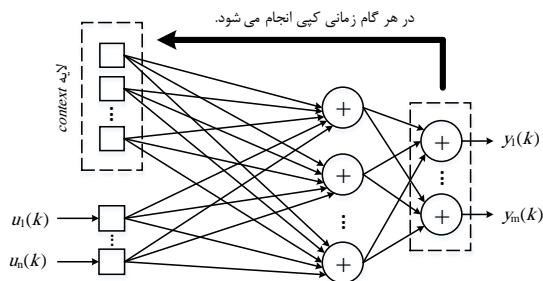 در هر گام زمانی کپی انجام می شود.
لایه context
u₁(k)
uₙ(k)
y₁(k)
yₘ(k)